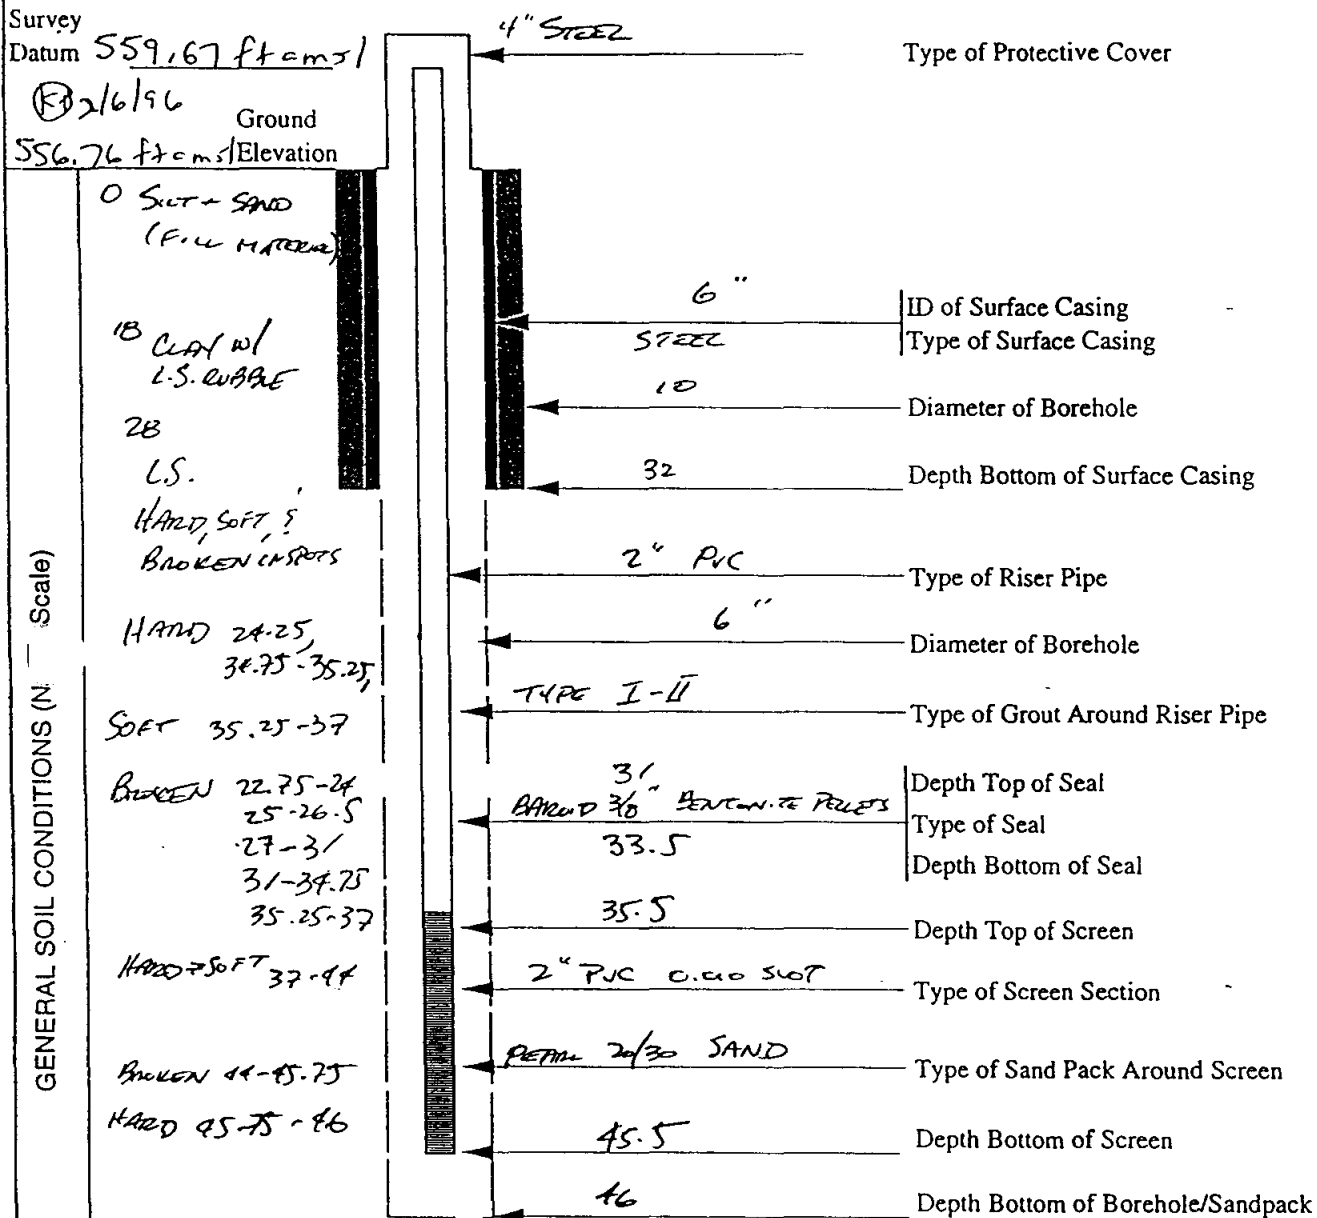 Survey
Datum 559.67 ft amsl
4" STEEL
Type of Protective Cover
2/6/96
Ground
556.76 ft amsl Elevation
0 SILT + SAND
(FILL MATERIAL)
6"
ID of Surface Casing
STEEL
Type of Surface Casing
18 CLAY W/
L.S. RUBBLE
10
Diameter of Borehole
28
L.S.
32
Depth Bottom of Surface Casing
HARD, SOFT, &
BROKEN IN SPOTS
2" PVC
Type of Riser Pipe
HARD 24-25,
34.75-35.25,
6"
Diameter of Borehole
SOFT 35.25-37
TYPE I-II
Type of Grout Around Riser Pipe
BROKEN 22.75-24
25-26.5
27-31
31-34.75
35.25-37
31
Depth Top of Seal
BAROID 3/8" BENTONITE PELLETS
Type of Seal
33.5
Depth Bottom of Seal
35.5
Depth Top of Screen
HARD & SOFT 37-44
2" PVC 0.010 SLOT
Type of Screen Section
BROKEN 44-45.75
PEARL 20/30 SAND
Type of Sand Pack Around Screen
HARD 45.75-46
45.5
Depth Bottom of Screen
46
Depth Bottom of Borehole/Sandpack
GENERAL SOIL CONDITIONS (N Scale)